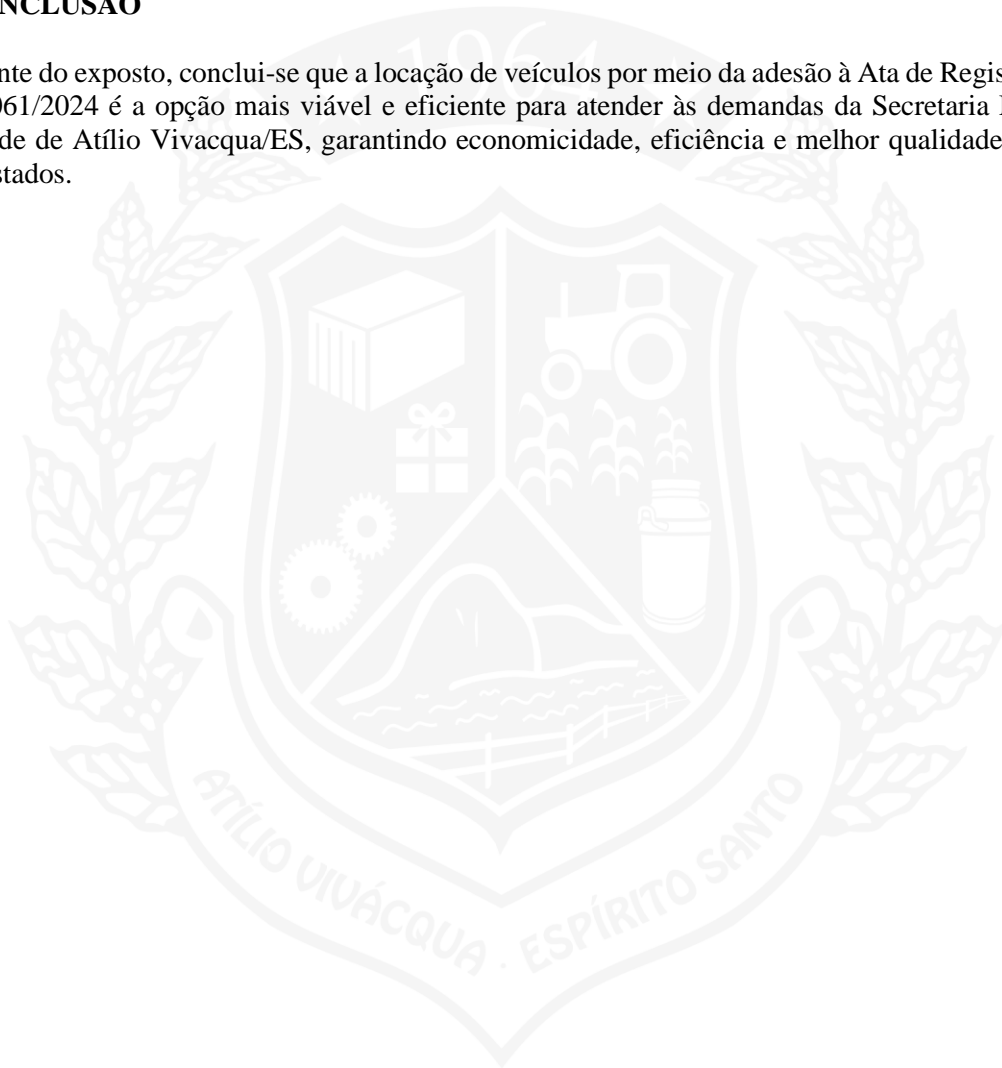 NCLUSÃO
nte do exposto, conclui-se que a locação de veículos por meio da adesão à Ata de Regis
061/2024 é a opção mais viável e eficiente para atender às demandas da Secretaria
de de Atílio Vivacqua/ES, garantindo economicidade, eficiência e melhor qualidade
stados.
1964
ATÍLIO VIVÁCQUA . ESPÍRITO SANTO